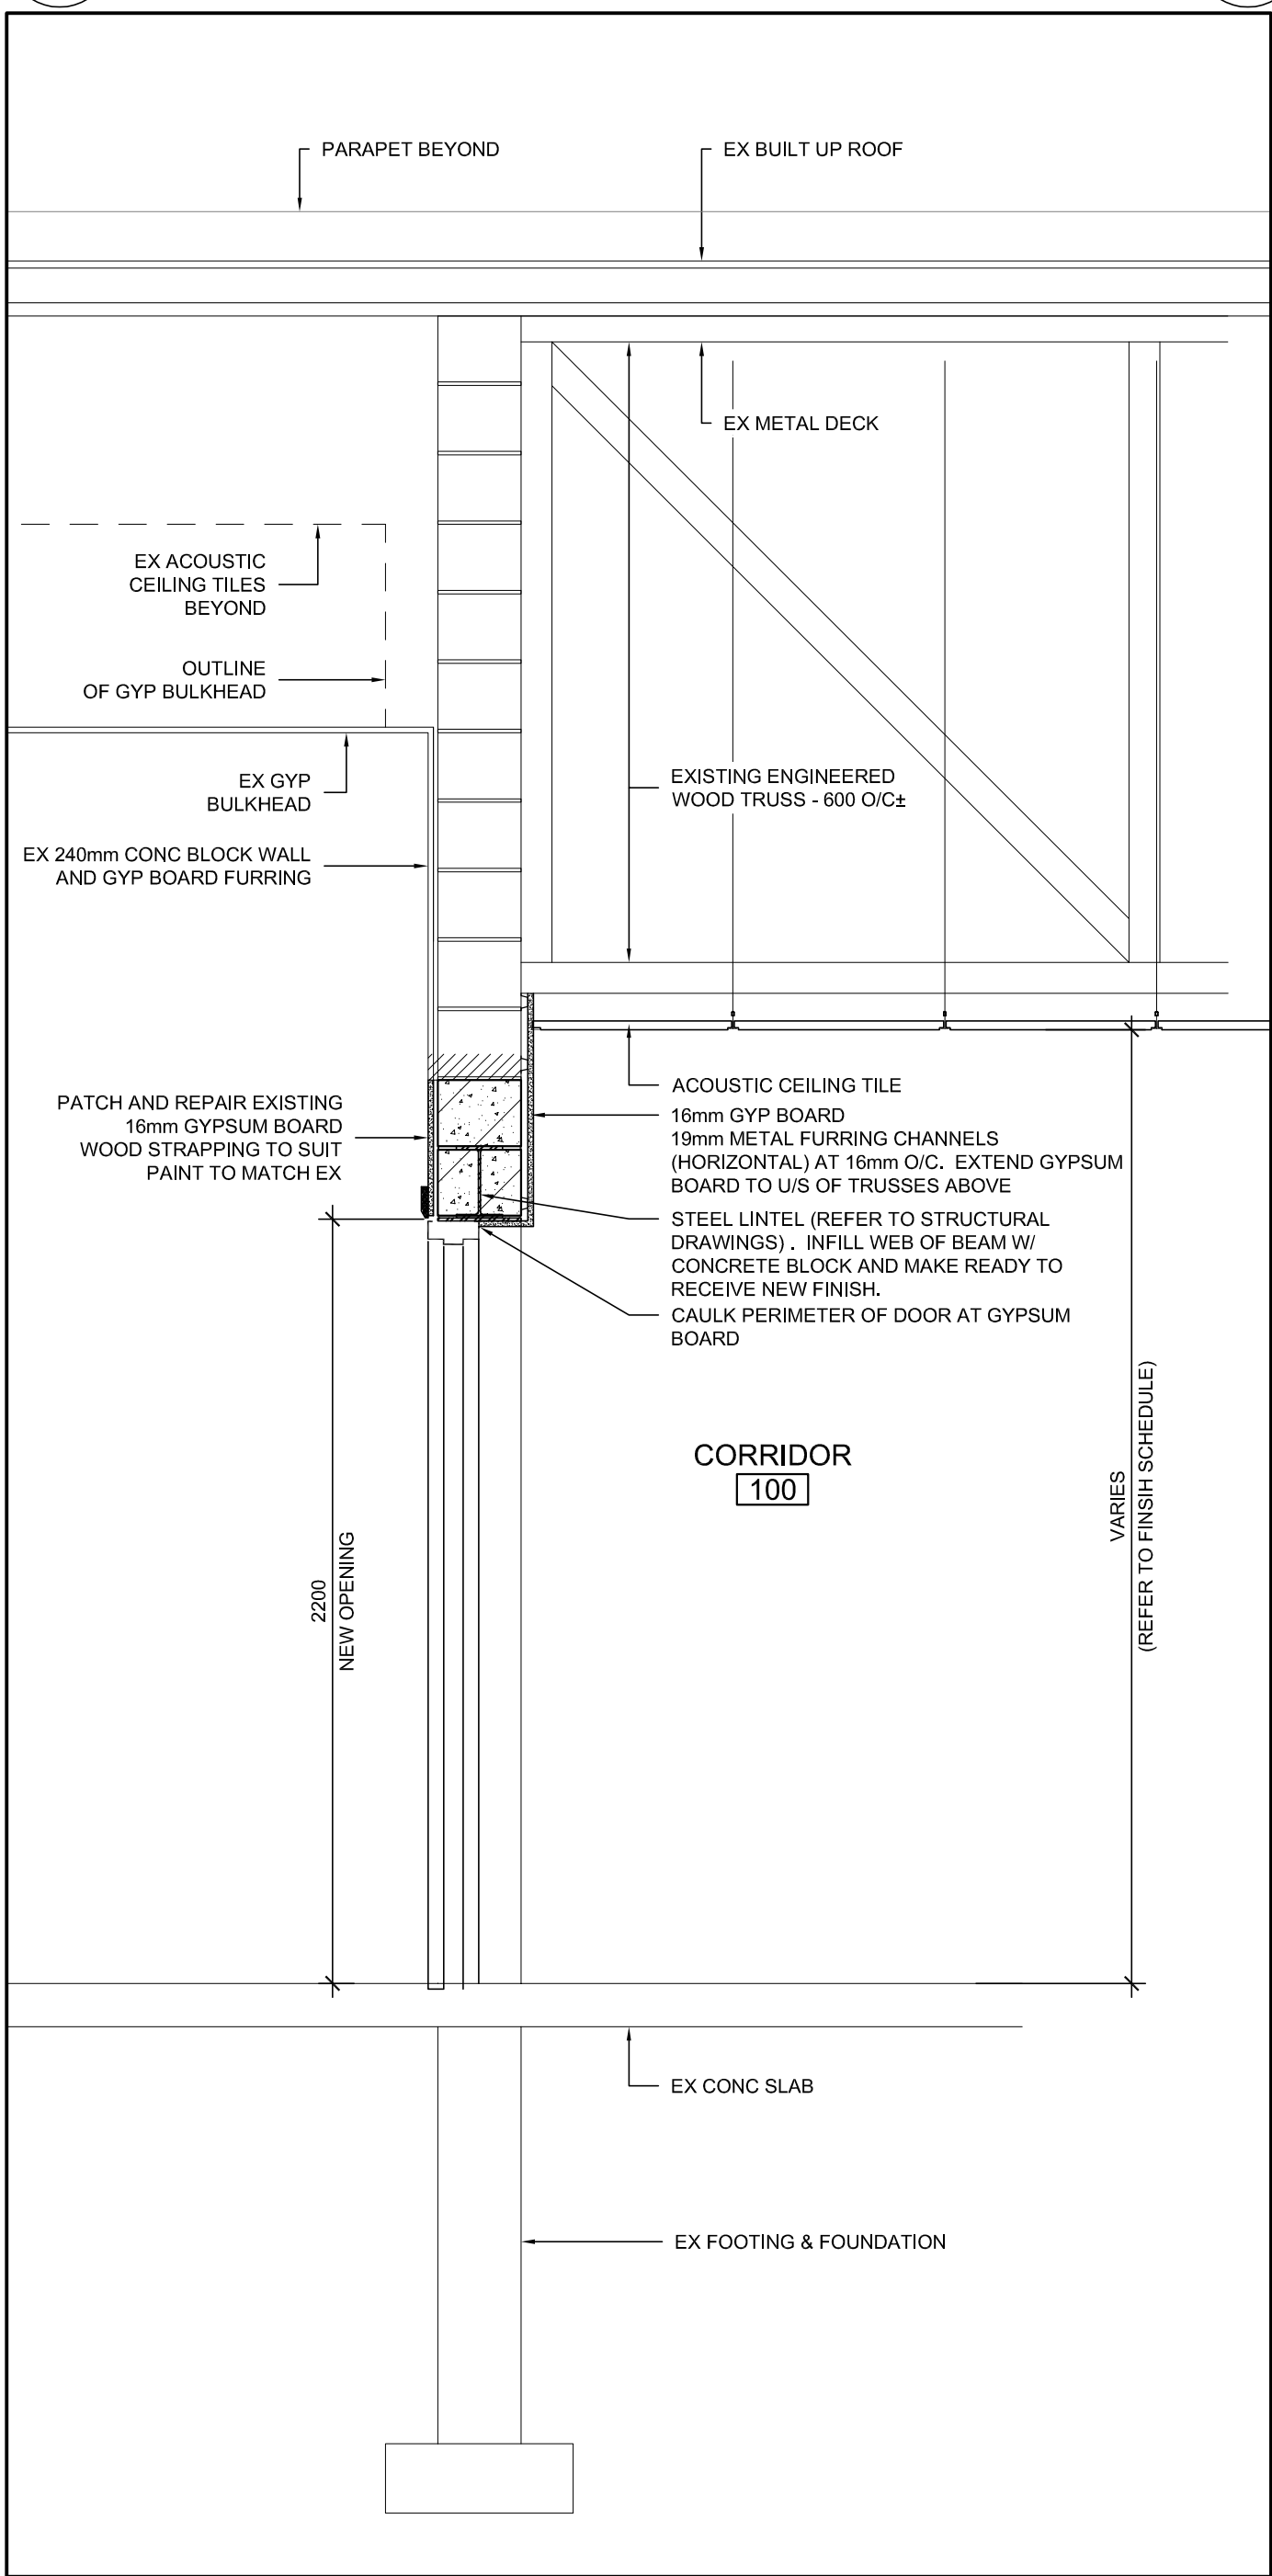 PARAPET BEYOND
EX BUILT UP ROOF
EX METAL DECK
EX ACOUSTIC
CEILING TILES
BEYOND
OUTLINE
OF GYP BULKHEAD
EX GYP
BULKHEAD
EXISTING ENGINEERED
WOOD TRUSS - 600 O/C±
EX 240mm CONC BLOCK WALL
AND GYP BOARD FURRING
PATCH AND REPAIR EXISTING
16mm GYPSUM BOARD
WOOD STRAPPING TO SUIT
PAINT TO MATCH EX
ACOUSTIC CEILING TILE
16mm GYP BOARD
19mm METAL FURRING CHANNELS
(HORIZONTAL) AT 16mm O/C. EXTEND GYPSUM
BOARD TO U/S OF TRUSSES ABOVE
STEEL LINTEL (REFER TO STRUCTURAL
DRAWINGS) . INFILL WEB OF BEAM W/
CONCRETE BLOCK AND MAKE READY TO
RECEIVE NEW FINISH.
CAULK PERIMETER OF DOOR AT GYPSUM
BOARD
CORRIDOR
100
2200
NEW OPENING
VARIES
(REFER TO FINSIH SCHEDULE)
EX CONC SLAB
EX FOOTING & FOUNDATION